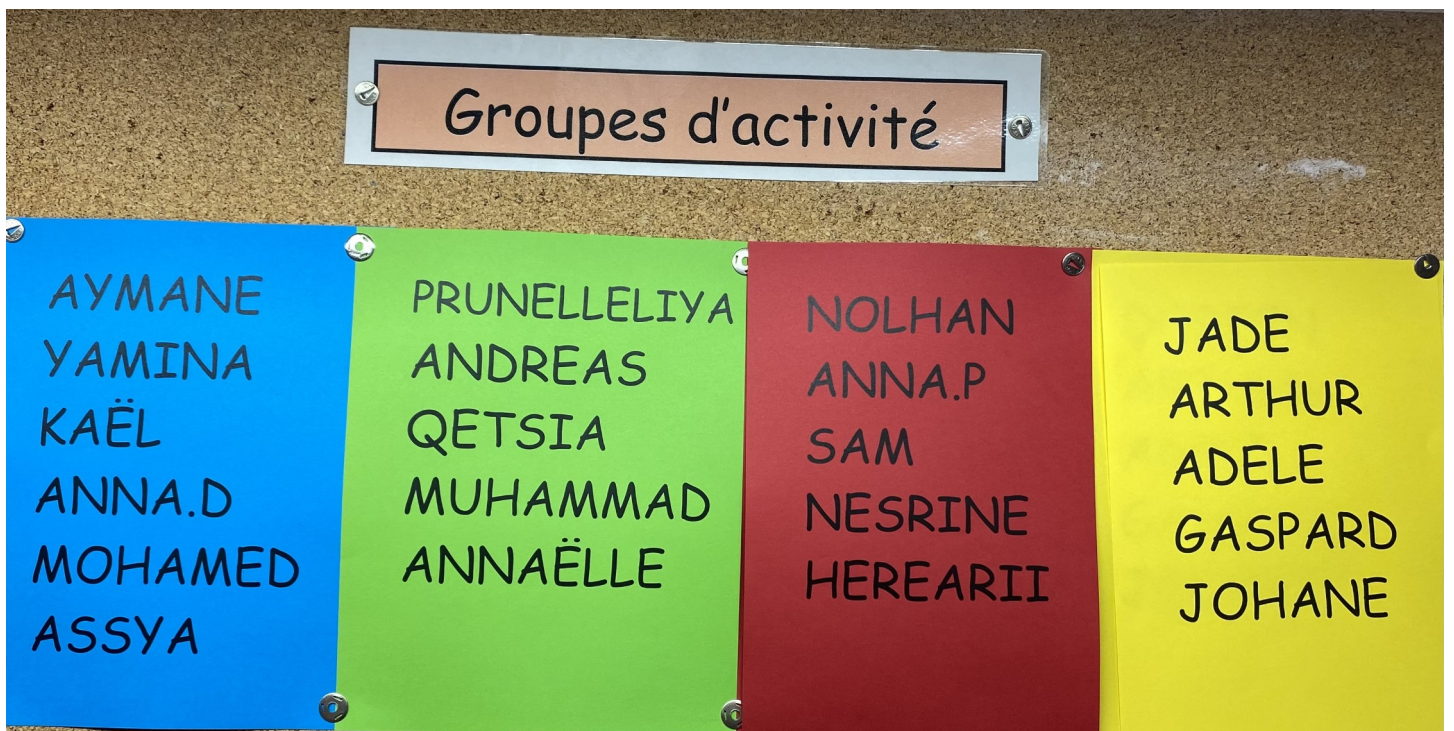 Groupes d'activité
AYMANE
YAMINA
KAËL
ANNA.D
MOHAMED
ASSYA
PRUNELLELIYA
ANDREAS
QETSIA
MUHAMMAD
ANNAËLLE
NOLHAN
ANNA.P
SAM
NESRINE
HEREARII
JADE
ARTHUR
ADELE
GASPARD
JOHANE